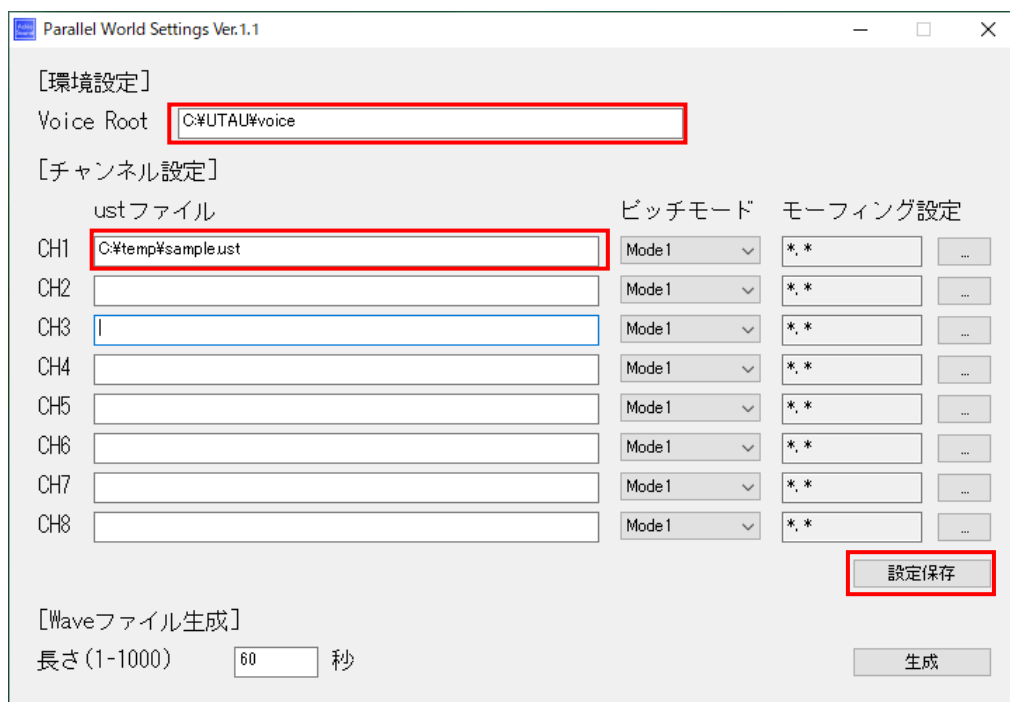 Parallel World Settings Ver.1.1
[環境設定]
Voice Root C:¥UTAU¥voice
[チャンネル設定]
ustファイル ピッチモード モーフィング設定
CH1 C:¥temp¥sample.ust Mode1 *, * ...
CH2 Mode1 *, * ...
CH3 Mode1 *, * ...
CH4 Mode1 *, * ...
CH5 Mode1 *, * ...
CH6 Mode1 *, * ...
CH7 Mode1 *, * ...
CH8 Mode1 *, * ...
設定保存
[Waveファイル生成]
長さ(1-1000) 60 秒 生成